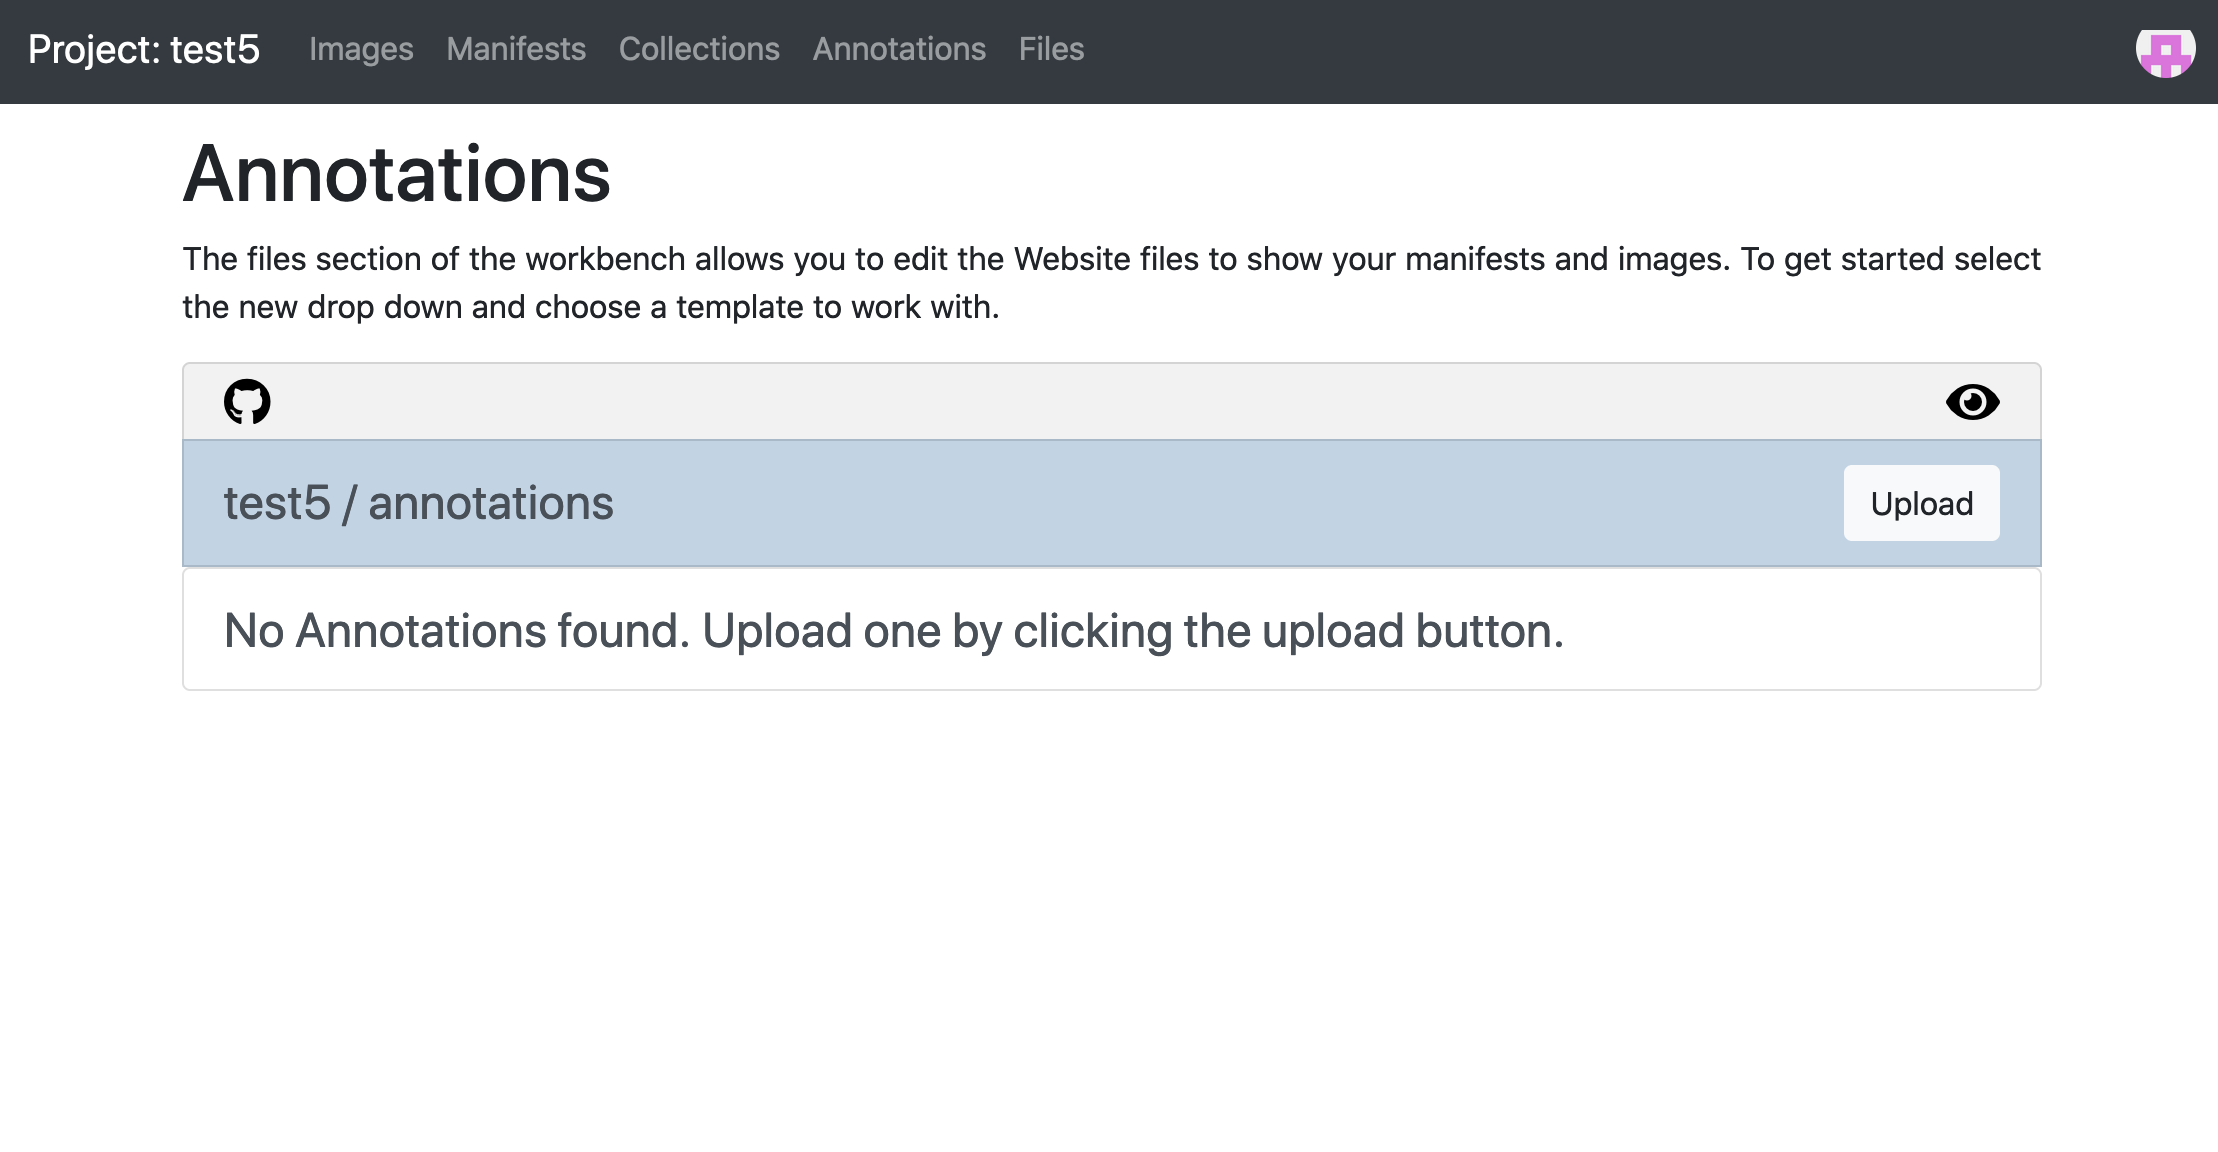 Project: test5 Images Manifests Collections Annotations Files
Annotations
The files section of the workbench allows you to edit the Website files to show your manifests and images. To get started select
the new drop down and choose a template to work with.
test5 / annotations Upload
No Annotations found. Upload one by clicking the upload button.